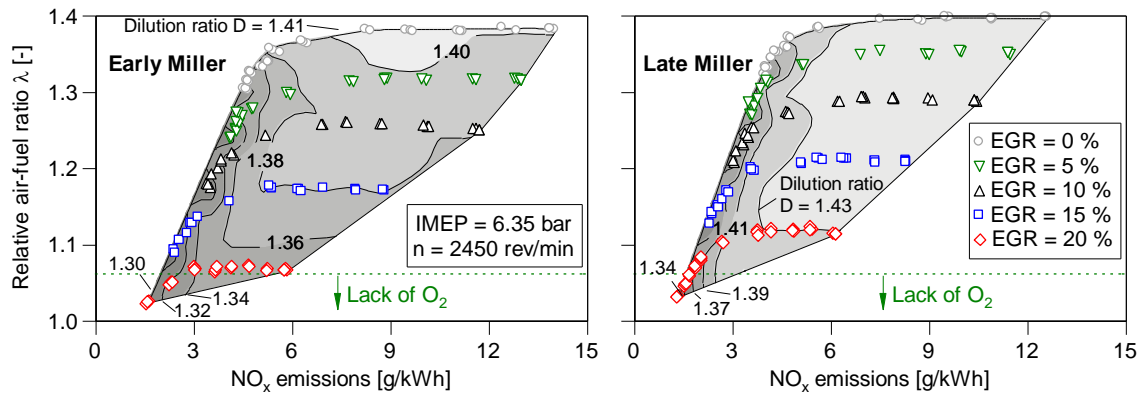 Relative air-fuel ratio λ [-]
1.4
1.3
1.2
1.1
1.0
Dilution ratio D = 1.41
Early Miller
1.40
1.38
1.36
1.30
1.34
1.32
IMEP = 6.35 bar
n = 2450 rev/min
Lack of O₂
0 3 6 9 12 15
NOₓ emissions [g/kWh]
Late Miller
Dilution ratio
D = 1.43
1.41
1.34
1.39
1.37
Lack of O₂
EGR = 0 %
EGR = 5 %
EGR = 10 %
EGR = 15 %
EGR = 20 %
0 3 6 9 12 15
NOₓ emissions [g/kWh]